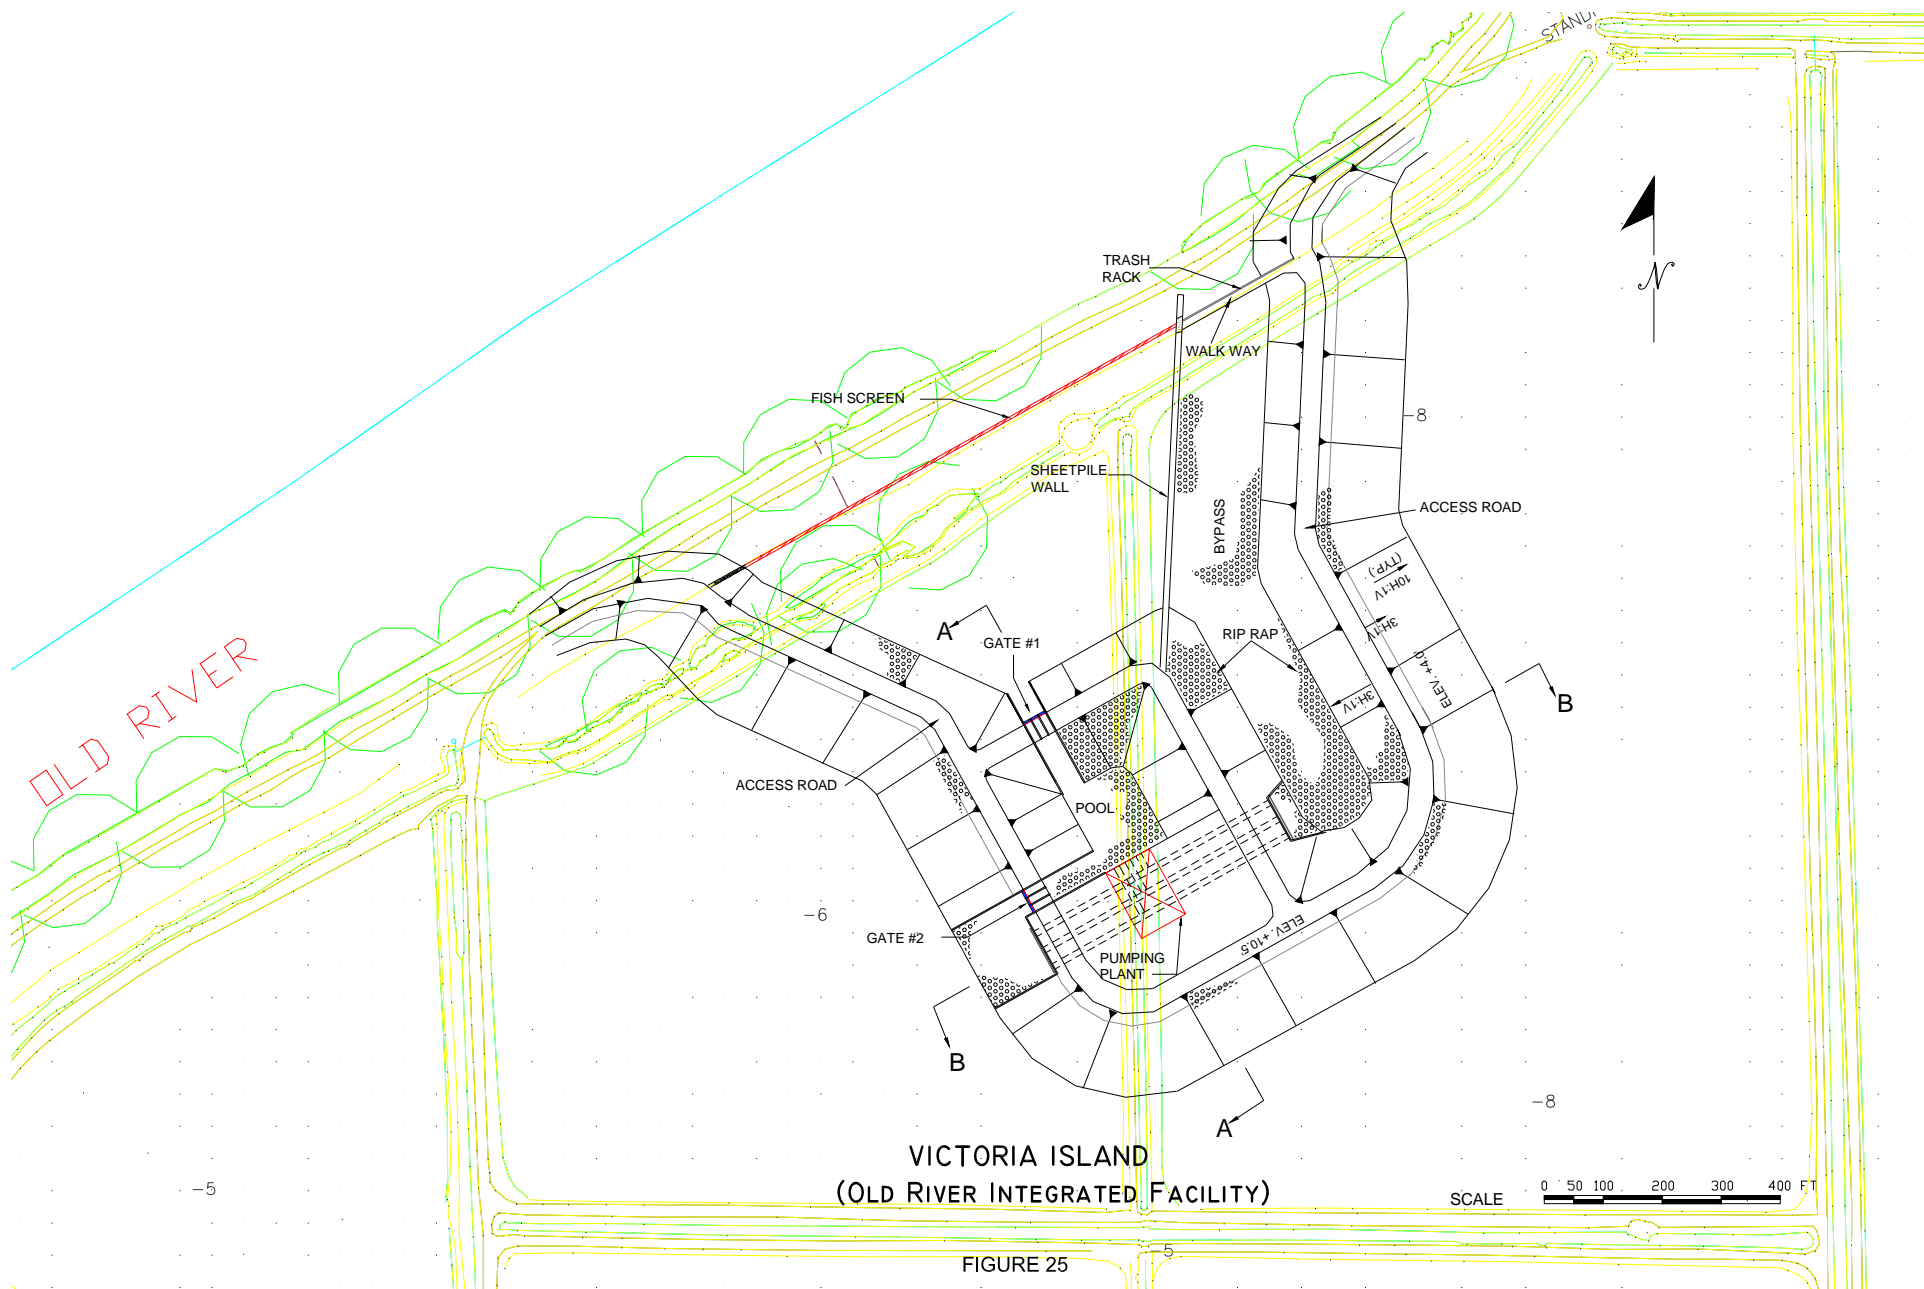 TRASH
RACK
N
WALK WAY
FISH SCREEN
-8
SHEETPILE
WALL
BYPASS
ACCESS ROAD
10H:1V
(TYP.)
3H:1V
A
GATE #1
RIP RAP
OLD RIVER
ELEV. +4.0
3H:1V
B
ACCESS ROAD
POOL
-6
GATE #2
ELEV. +10.5'
PUMPING
PLANT
B
A
-8
VICTORIA ISLAND
(OLD RIVER INTEGRATED FACILITY)
-5
SCALE
0 50 100 200 300 400 FT
-5
FIGURE 25